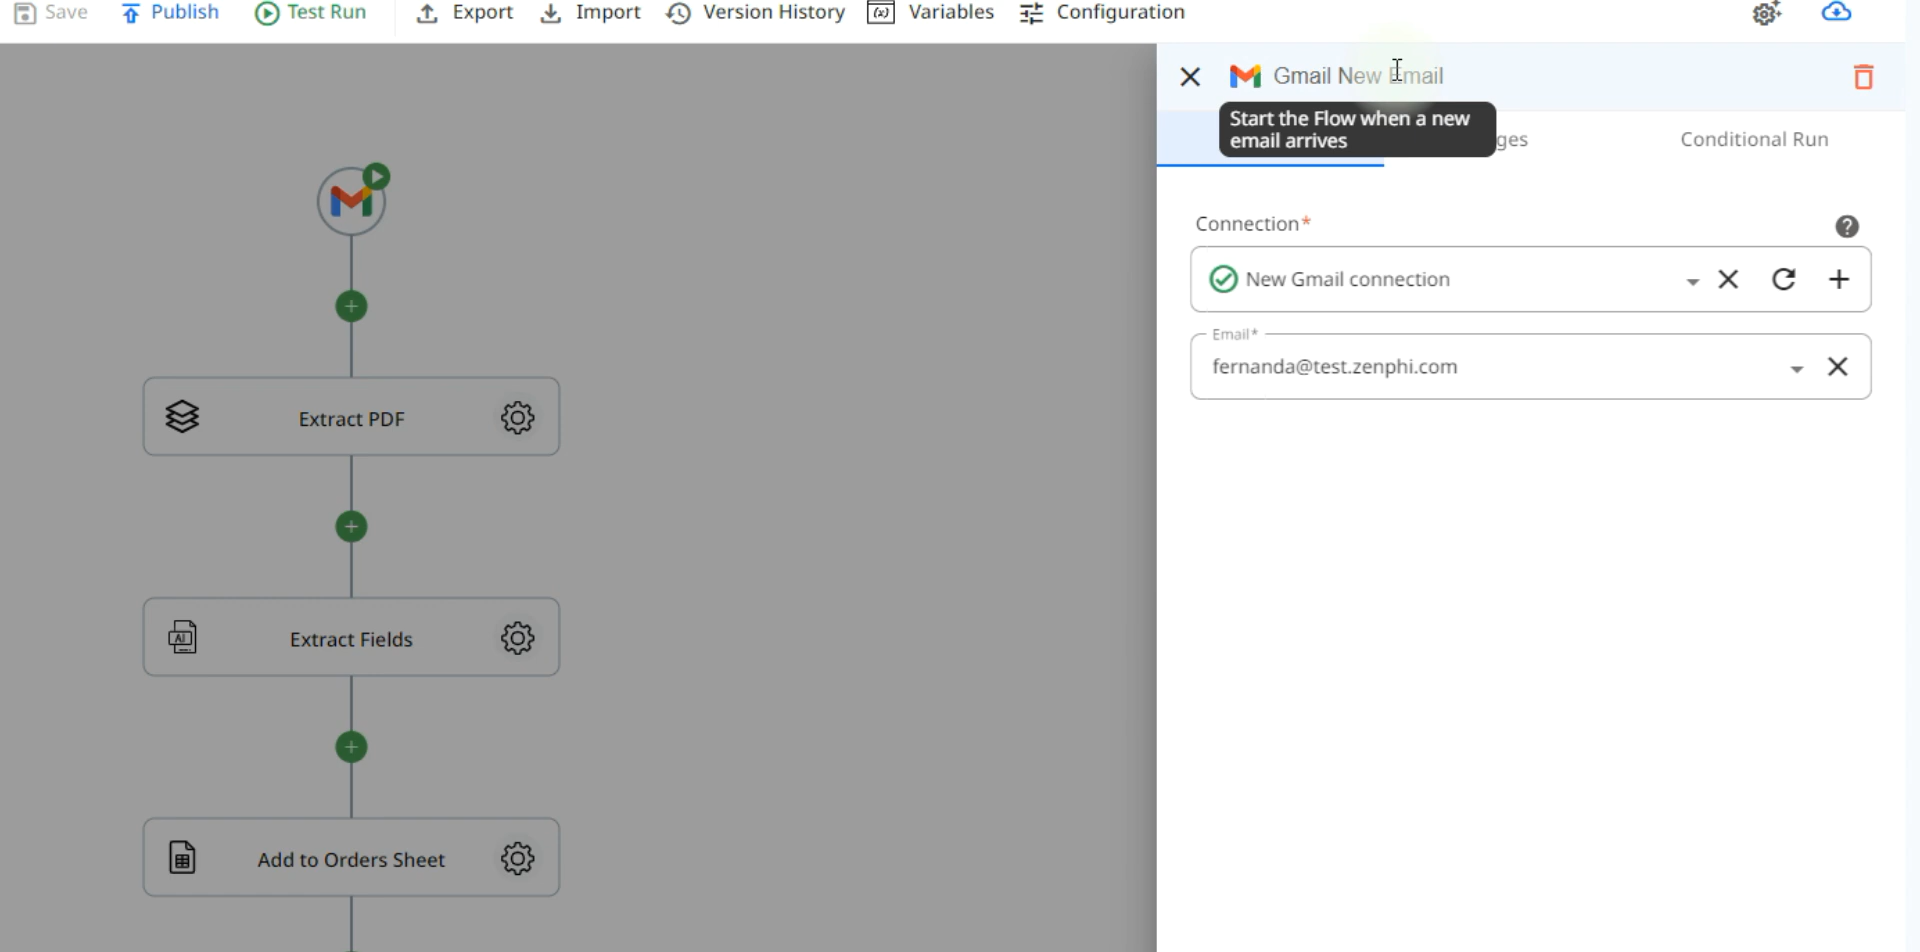 Save Publish Test Run Export Import Version History (x) Variables Configuration
Gmail New Email
Start the Flow when a new
email arrives
Conditional Run
Connection*
New Gmail connection
Email*
fernanda@test.zenphi.com
Extract PDF
AI Extract Fields
Add to Orders Sheet